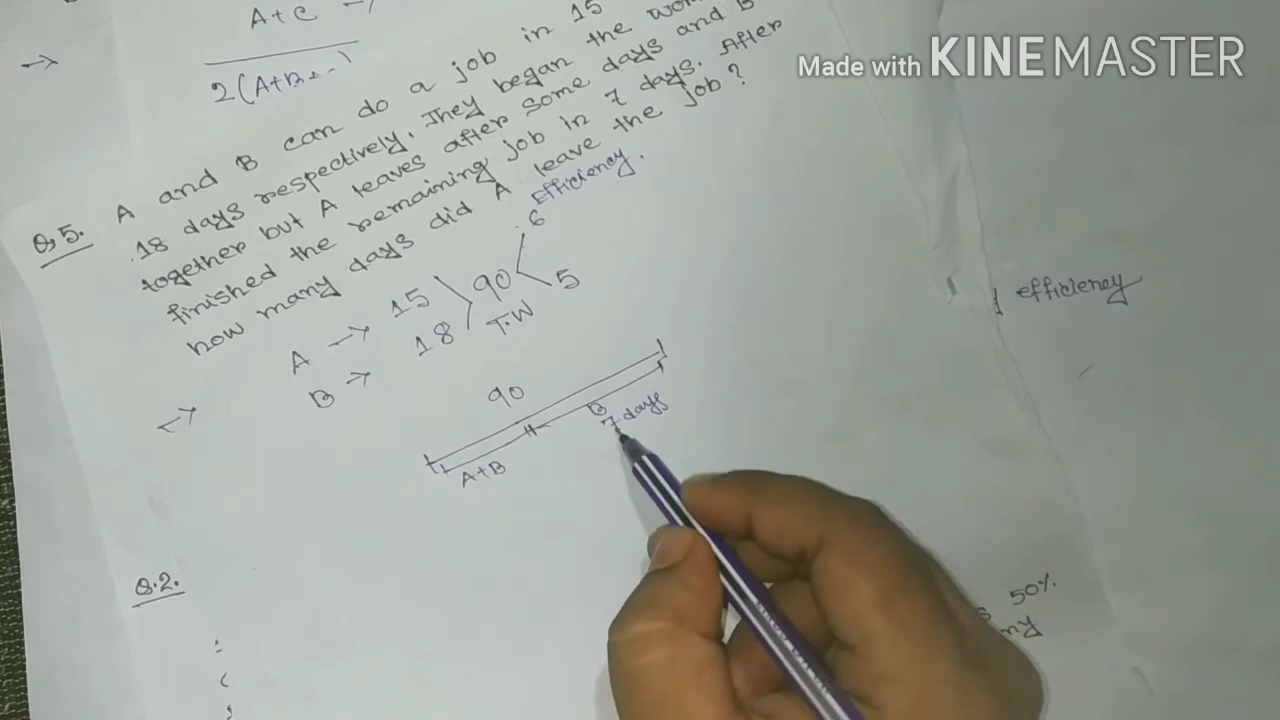 Made with KINEMASTER
A+C →
→
2(A+B+
Q5. A and B can do a job in 15
18 days respectively. They began the
together but A leaves after some days and B
finished the remaining job in 7 days. After
how many days did A leave the job?
Efficiency.
A → 15 90 6
B → 18 T.W 5
→
90
A+B
B
7 days
efficiency
Q.2.
50%